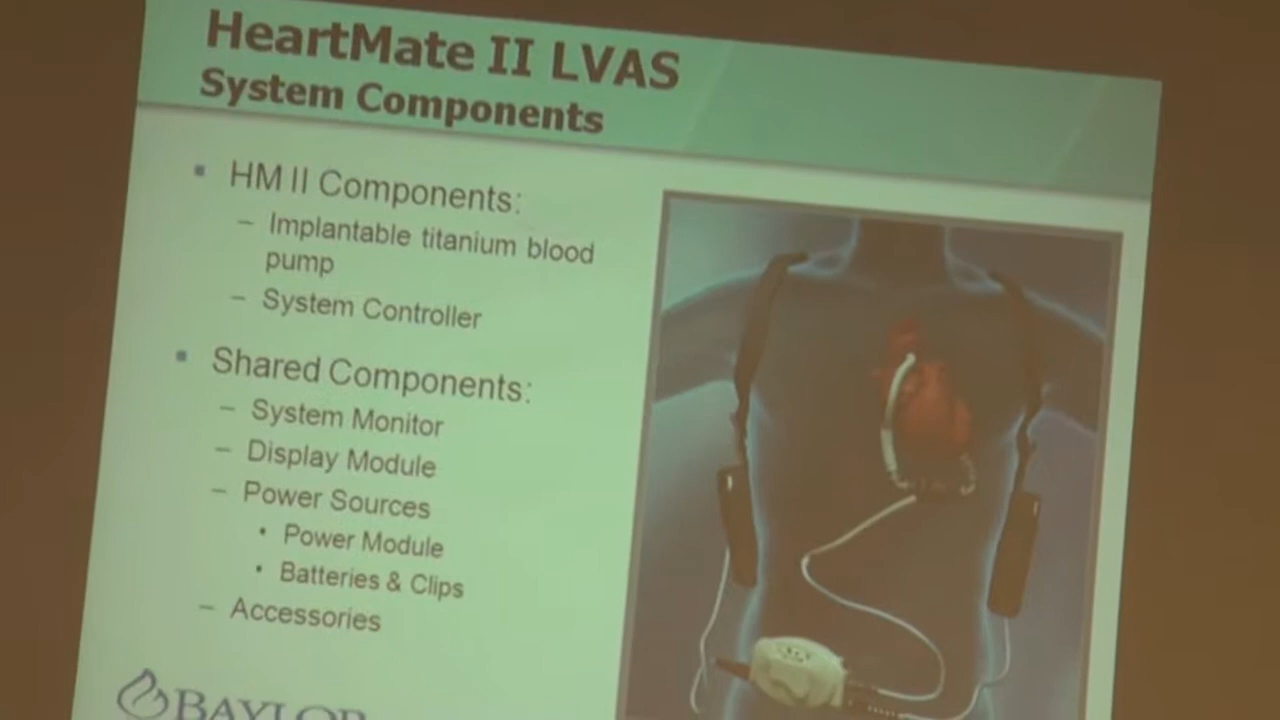 HeartMate II LVAS
System Components
▪ HM II Components:
– Implantable titanium blood
pump
– System Controller
▪ Shared Components:
– System Monitor
– Display Module
– Power Sources
• Power Module
• Batteries & Clips
– Accessories
BAYLOR